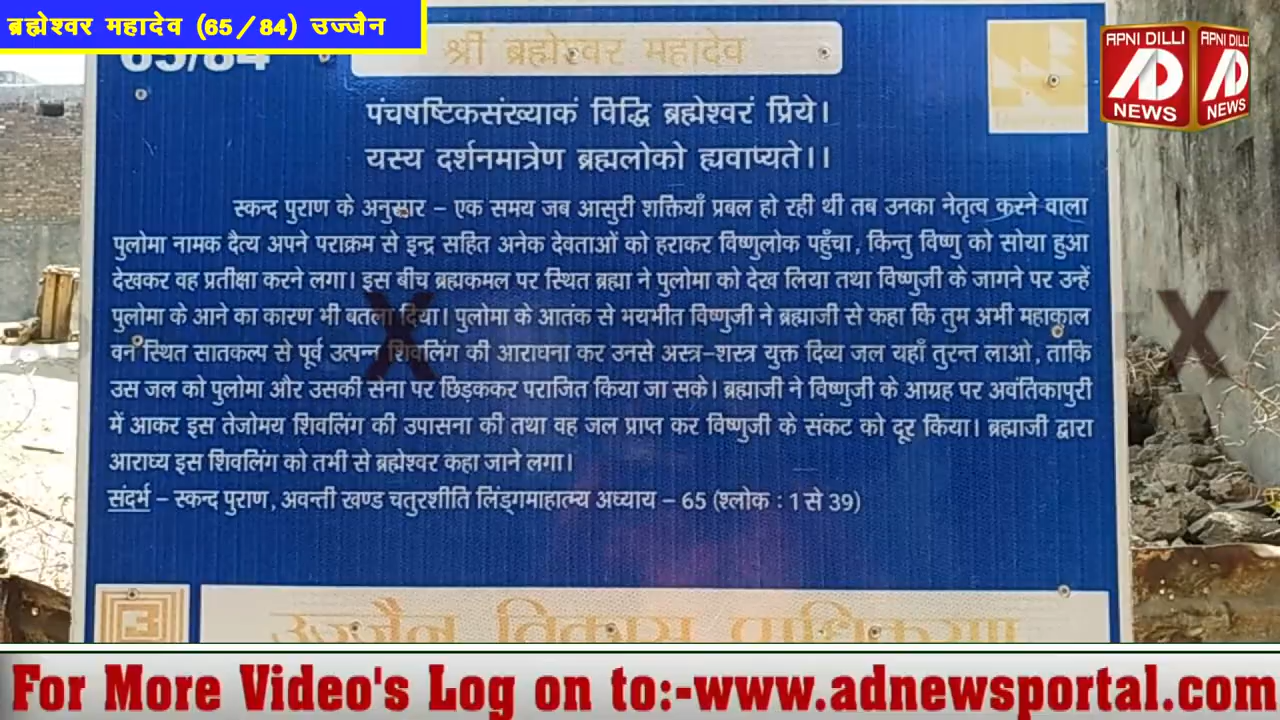 ब्रह्मेश्वर महादेव (65/84) उज्जैन
APNI DILLI
AD
NEWS
APNI DILLI
AD
NEWS
65/84
श्री ब्रह्मेश्वर महादेव
पंचषष्टिकसंख्याकं विद्धि ब्रह्मेश्वरं प्रिये।
यस्य दर्शनमात्रेण ब्रह्मलोको ह्यवाप्यते।।
स्कन्द पुराण के अनुसार – एक समय जब आसुरी शक्तियाँ प्रबल हो रही थी तब उनका नेतृत्व करने वाला
पुलोमा नामक दैत्य अपने पराक्रम से इन्द्र सहित अनेक देवताओं को हराकर विष्णुलोक पहुँचा, किन्तु विष्णु को सोया हुआ
देखकर वह प्रतीक्षा करने लगा। इस बीच ब्रह्मकमल पर स्थित ब्रह्मा ने पुलोमा को देख लिया तथा विष्णुजी के जागने पर उन्हें
पुलोमा के आने का कारण भी बतला दिया। पुलोमा के आतंक से भयभीत विष्णुजी ने ब्रह्माजी से कहा कि तुम अभी महाकाल
वन स्थित सातकल्प से पूर्व उत्पन्न शिवलिंग की आराधना कर उनसे अस्त्र–शस्त्र युक्त दिव्य जल यहाँ तुरन्त लाओ, ताकि
उस जल को पुलोमा और उसकी सेना पर छिड़ककर पराजित किया जा सके। ब्रह्माजी ने विष्णुजी के आग्रह पर अवंतिकापुरी
में आकर इस तेजोमय शिवलिंग की उपासना की तथा वह जल प्राप्त कर विष्णुजी के संकट को दूर किया। ब्रह्माजी द्वारा
आराध्य इस शिवलिंग को तभी से ब्रह्मेश्वर कहा जाने लगा।
संदर्भ – स्कन्द पुराण, अवन्ती खण्ड चतुरशीति लिंड्गमाहात्म्य अध्याय – 65 (श्लोक : 1 से 39)
उज्जैन विकास प्राधिकरण
For More Video's Log on to:-www.adnewsportal.com